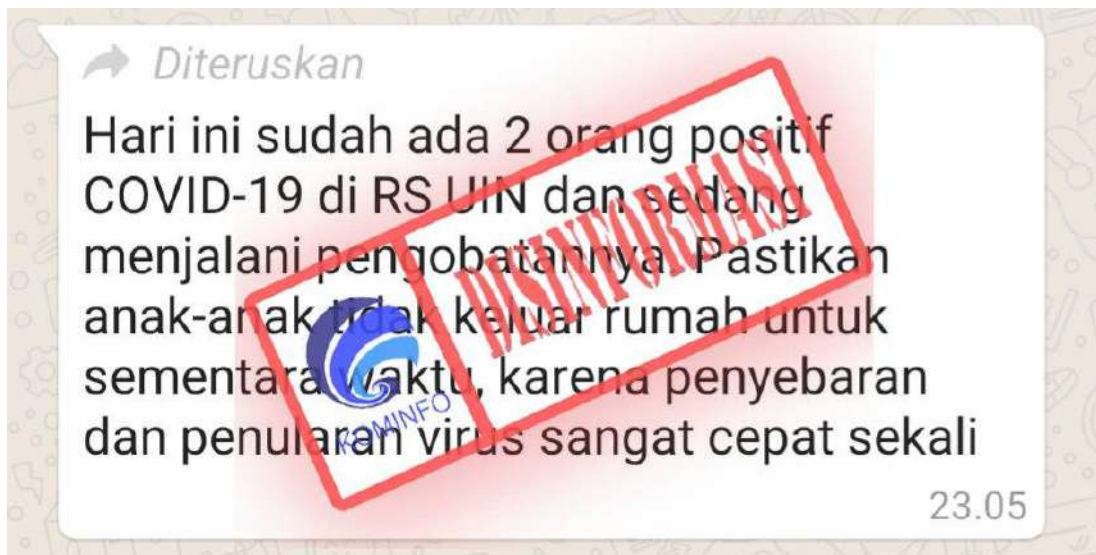 Diteruskan
Hari ini sudah ada 2 orang positif
COVID-19 di RS UIN dan sedang
menjalani pengobatannya. Pastikan
anak-anak tidak keluar rumah untuk
sementara waktu, karena penyebaran
dan penularan virus sangat cepat sekali
23.05
DISINFORMASI
KOMINFO